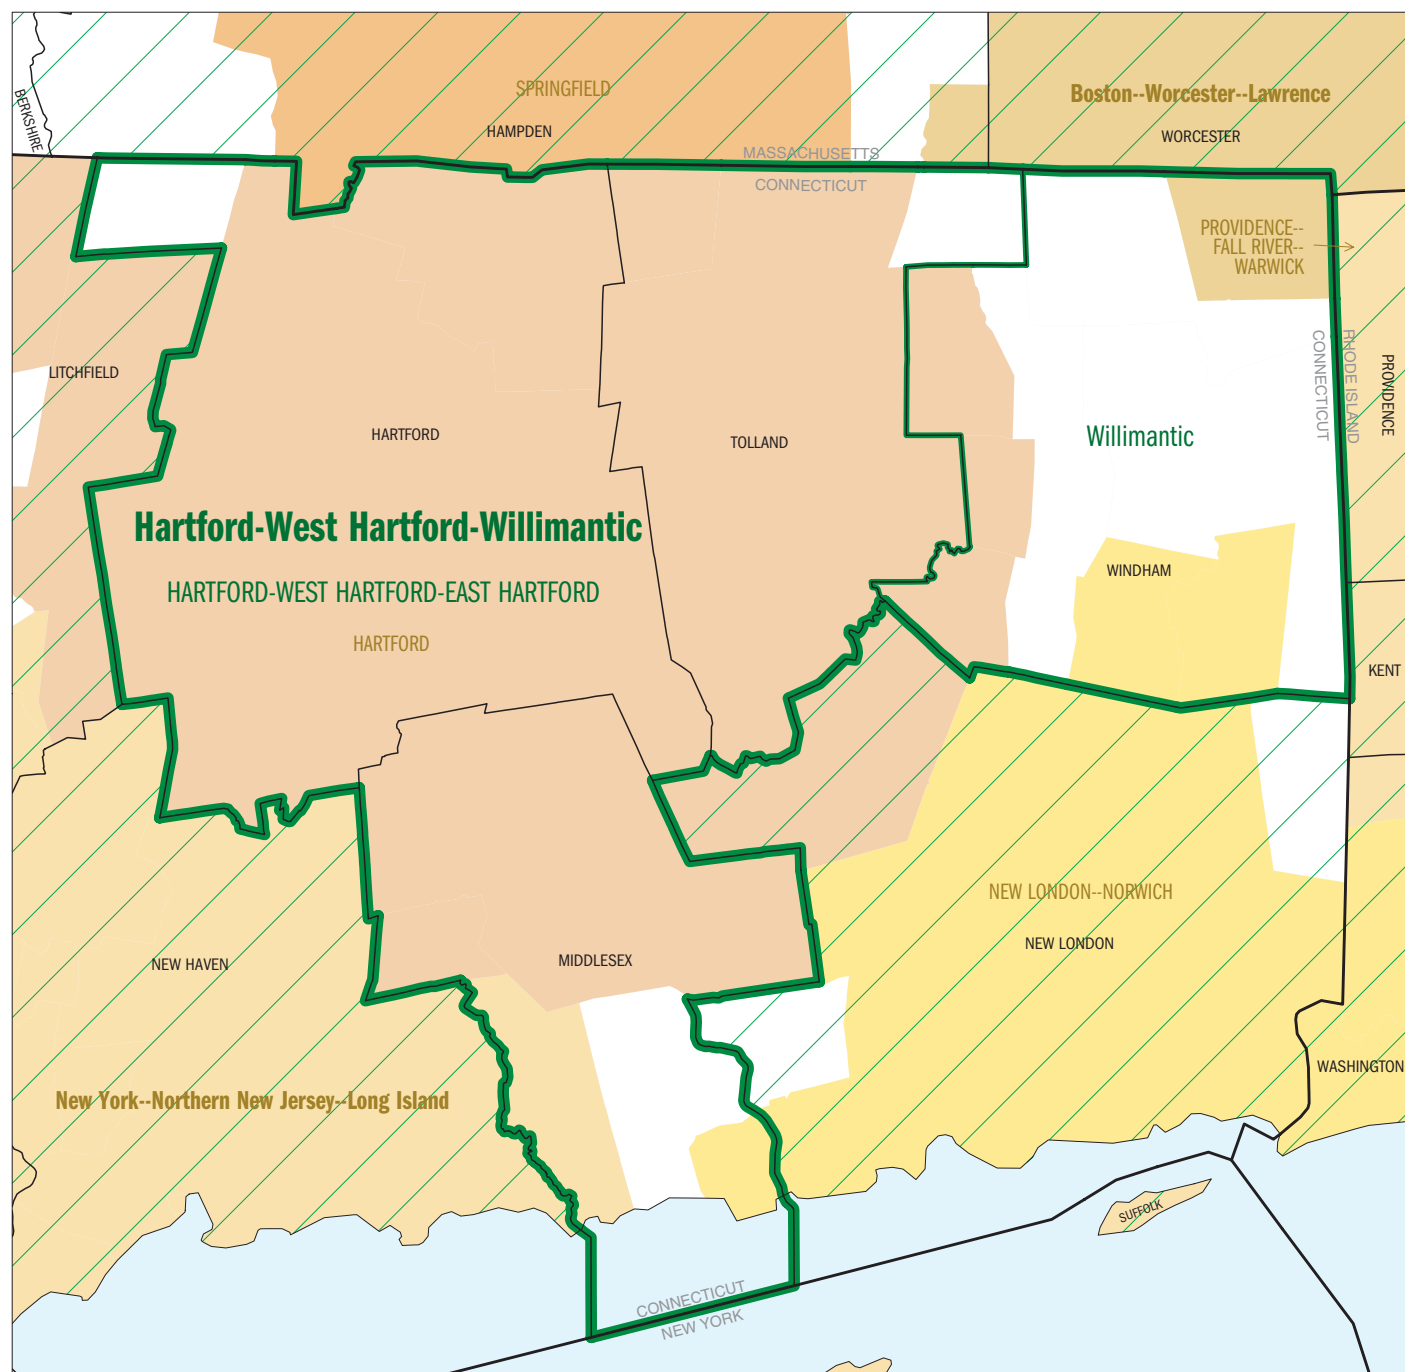 BERKSHIRE
SPRINGFIELD
HAMPDEN
Boston--Worcester--Lawrence
WORCESTER
MASSACHUSETTS
CONNECTICUT
PROVIDENCE--
FALL RIVER--
WARWICK
CONNECTICUT
RHODE ISLAND
PROVIDENCE
LITCHFIELD
HARTFORD
TOLLAND
Willimantic
Hartford-West Hartford-Willimantic
HARTFORD-WEST HARTFORD-EAST HARTFORD
HARTFORD
WINDHAM
KENT
NEW LONDON--NORWICH
NEW LONDON
NEW HAVEN
MIDDLESEX
WASHINGTON
New York--Northern New Jersey--Long Island
SUFFOLK
CONNECTICUT
NEW YORK